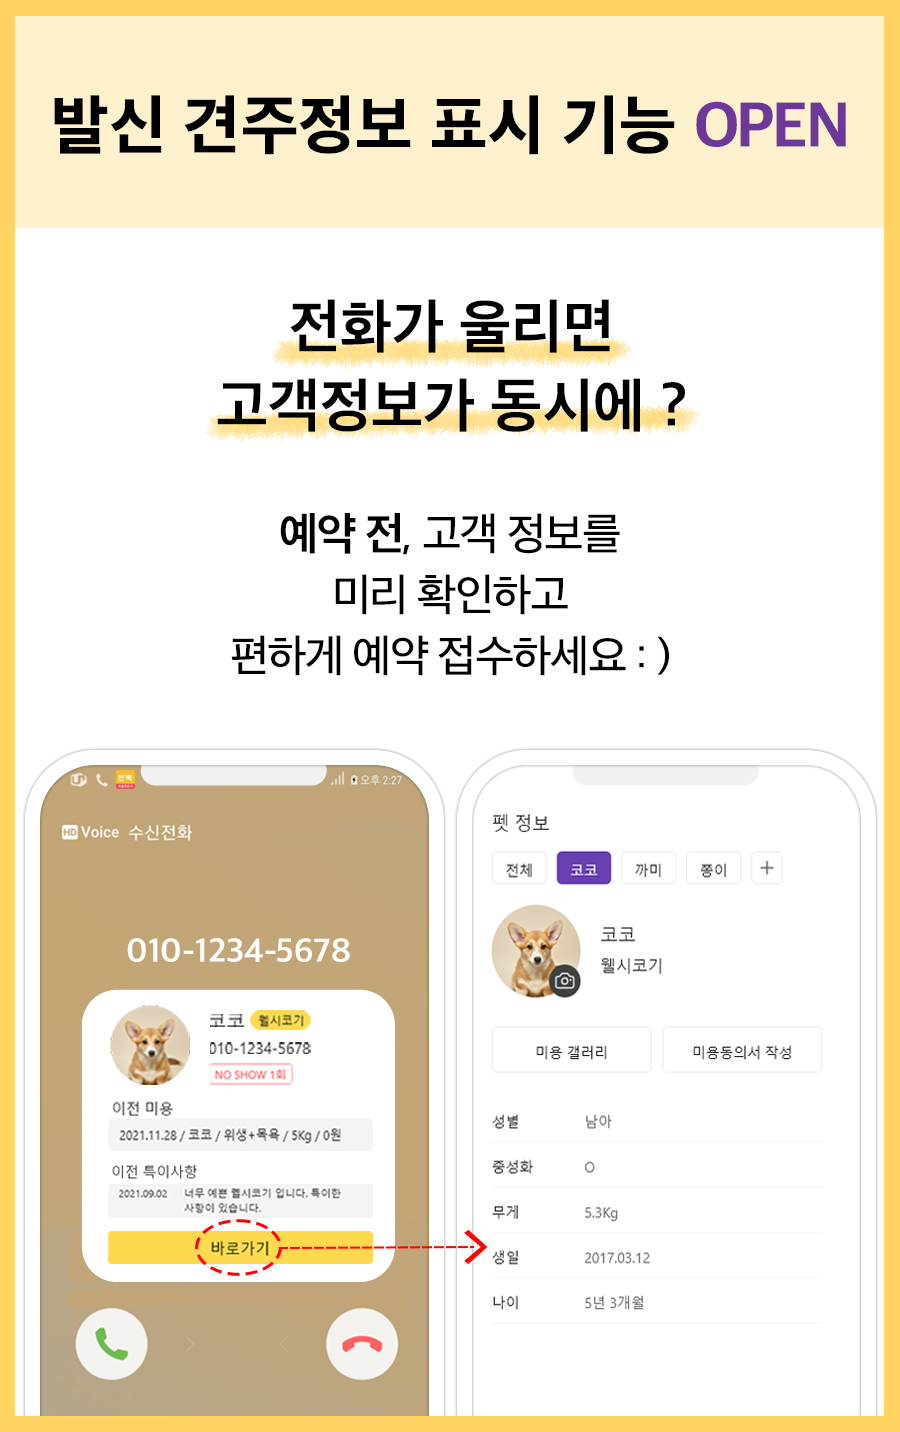 발신 견주정보 표시 기능 OPEN
전화가 울리면
고객정보가 동시에 ?
예약 전, 고객 정보를
미리 확인하고
편하게 예약 접수하세요 : )
오후 2:27
HD Voice 수신전화
010-1234-5678
코코 웰시코기
010-1234-5678
NO SHOW 1회
이전 미용
2021.11.28 / 코코 / 위생+목욕 / 5Kg / 0원
이전 특이사항
2021.09.02 너무 예쁜 웰시코기 입니다. 특이한
사항이 있습니다.
바로가기
펫 정보
전체 코코 까미 쫑이 +
코코
웰시코기
미용 갤러리 미용동의서 작성
성별 남아
중성화 O
무게 5.3Kg
생일 2017.03.12
나이 5년 3개월